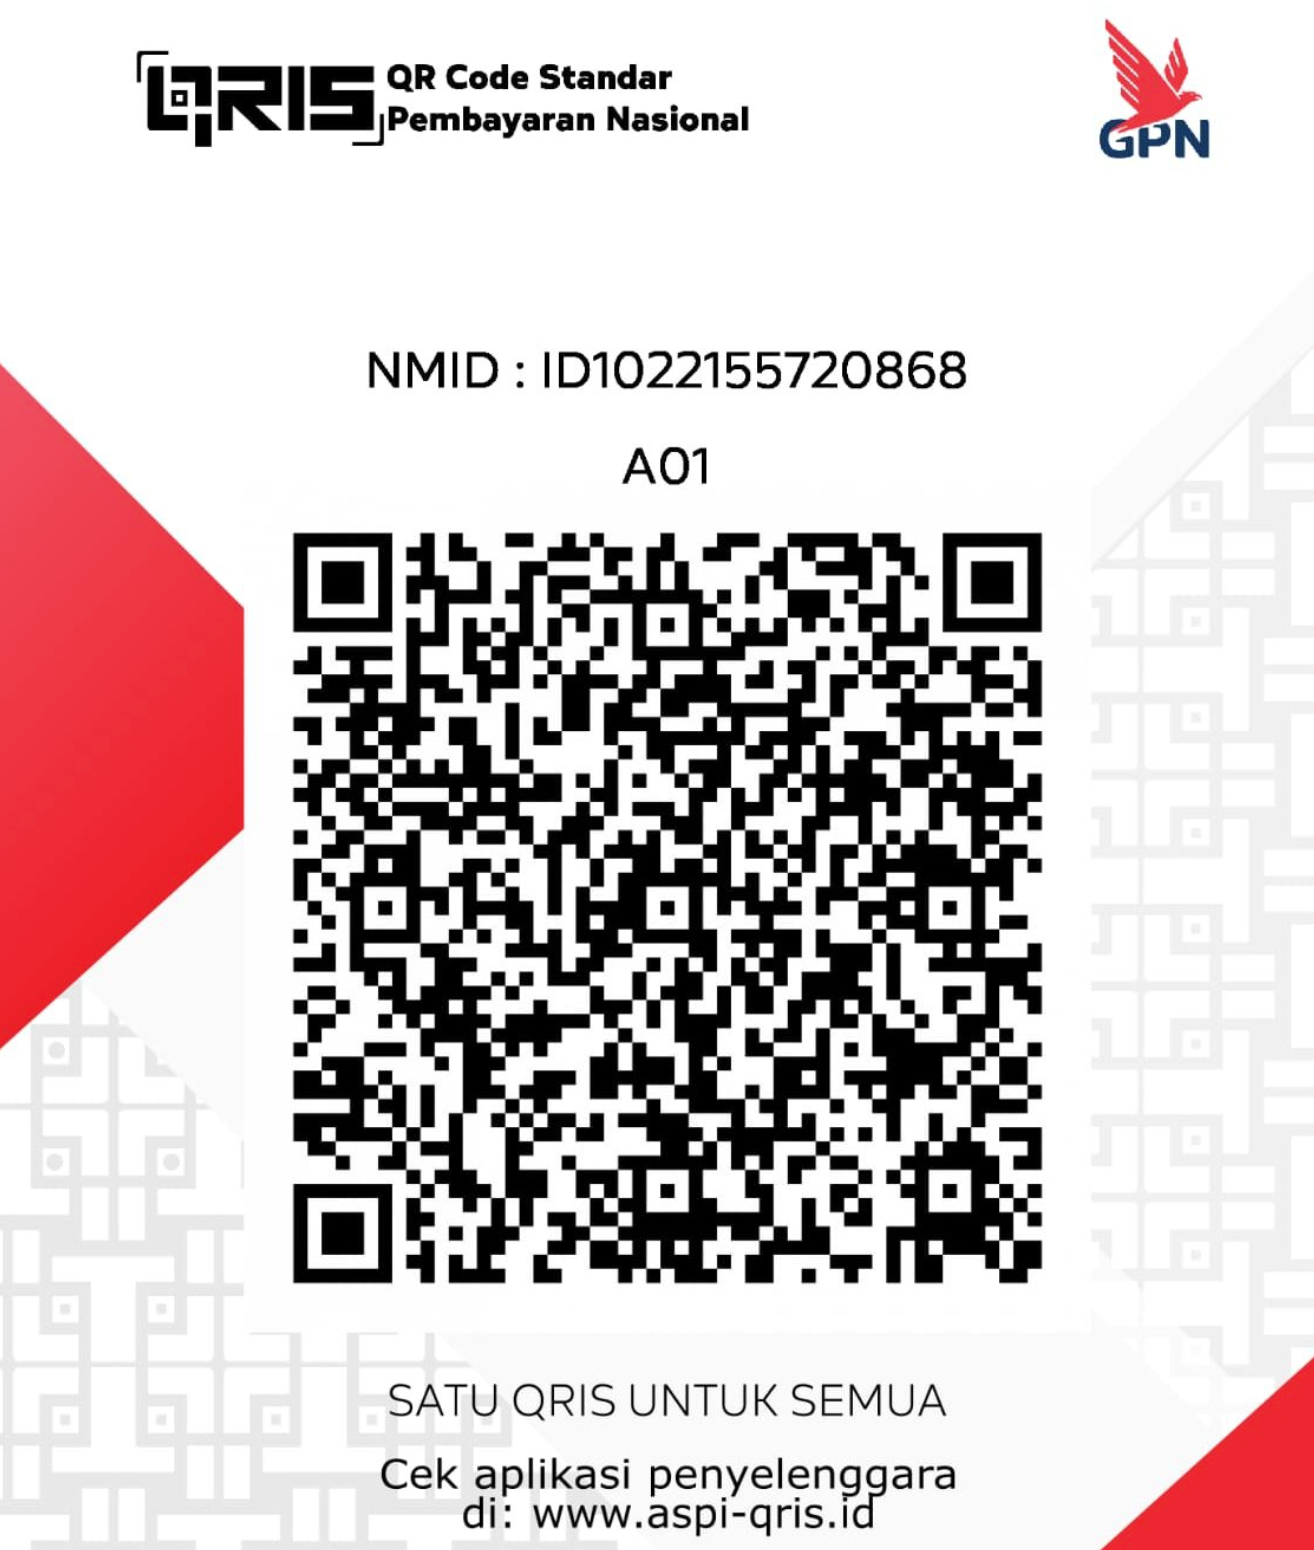 QRIS
QR Code Standar
Pembayaran Nasional
GPN
NMID : ID1022155720868
A01
SATU QRIS UNTUK SEMUA
Cek aplikasi penyelenggara
di: www.aspi-qris.id